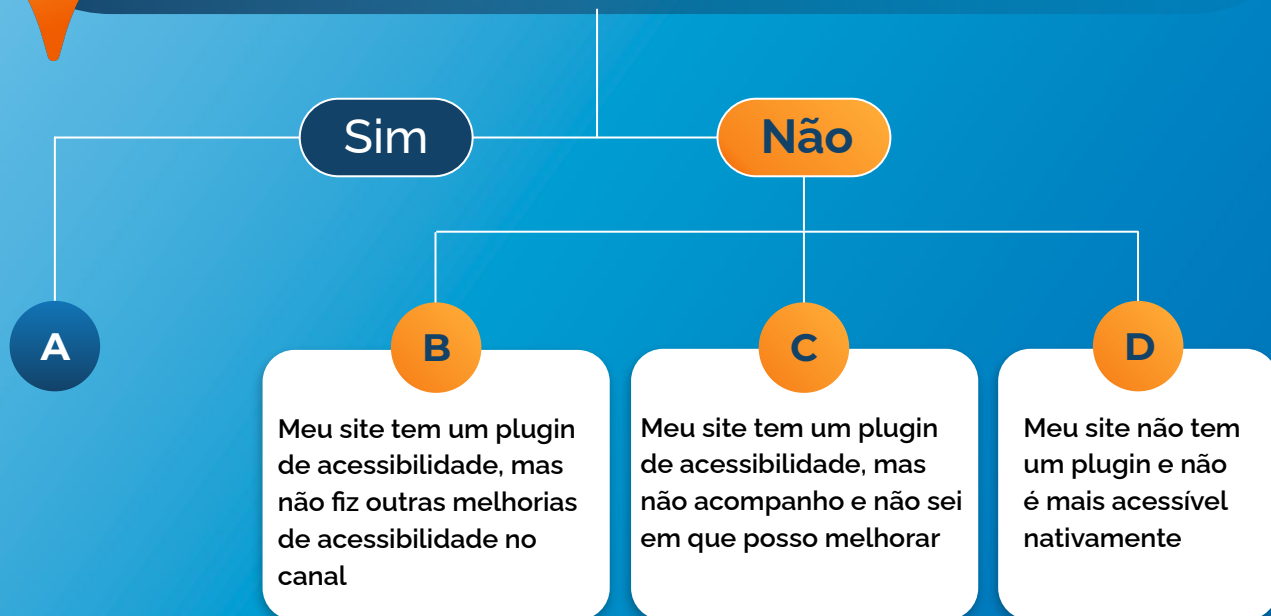 Sim
Não
A
B
Meu site tem um plugin
de acessibilidade, mas
não fiz outras melhorias
de acessibilidade no
canal
C
Meu site tem um plugin
de acessibilidade, mas
não acompanho e não sei
em que posso melhorar
D
Meu site não tem
um plugin e não
é mais acessível
nativamente